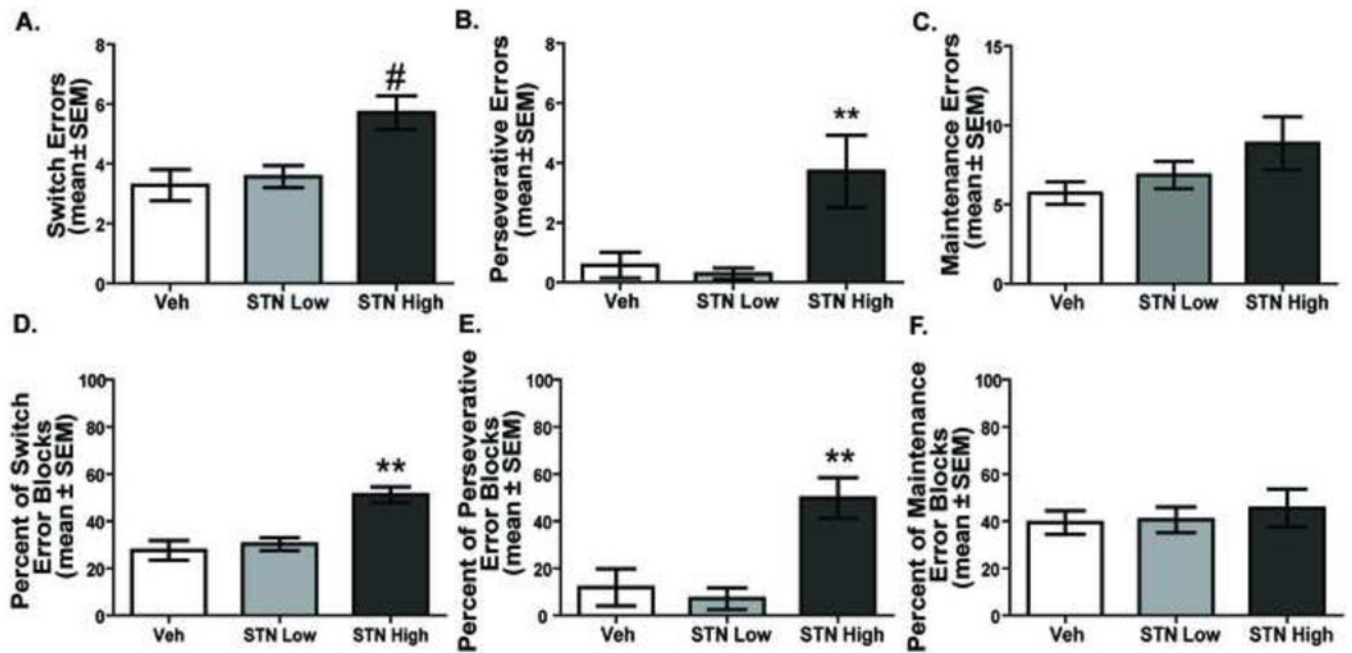 A.
Switch Errors
(mean± SEM)
8
6
4
2
0
#
Veh
STN Low
STN High
B.
Perseverative Errors
(mean±SEM)
8
6
4
2
0
**
Veh
STN Low
STN High
C.
Maintenance Errors
(mean± SEM)
15
10
5
0
Veh
STN Low
STN High
D.
Percent of Switch
Error Blocks
(mean ± SEM)
100
80
60
40
20
0
**
Veh
STN Low
STN High
E.
Percent of Perseverative
Error Blocks
(mean ± SEM)
100
80
60
40
20
0
**
Veh
STN Low
STN High
F.
Percent of Maintenance
Error Blocks
(mean ±SEM)
100
80
60
40
20
0
Veh
STN Low
STN High